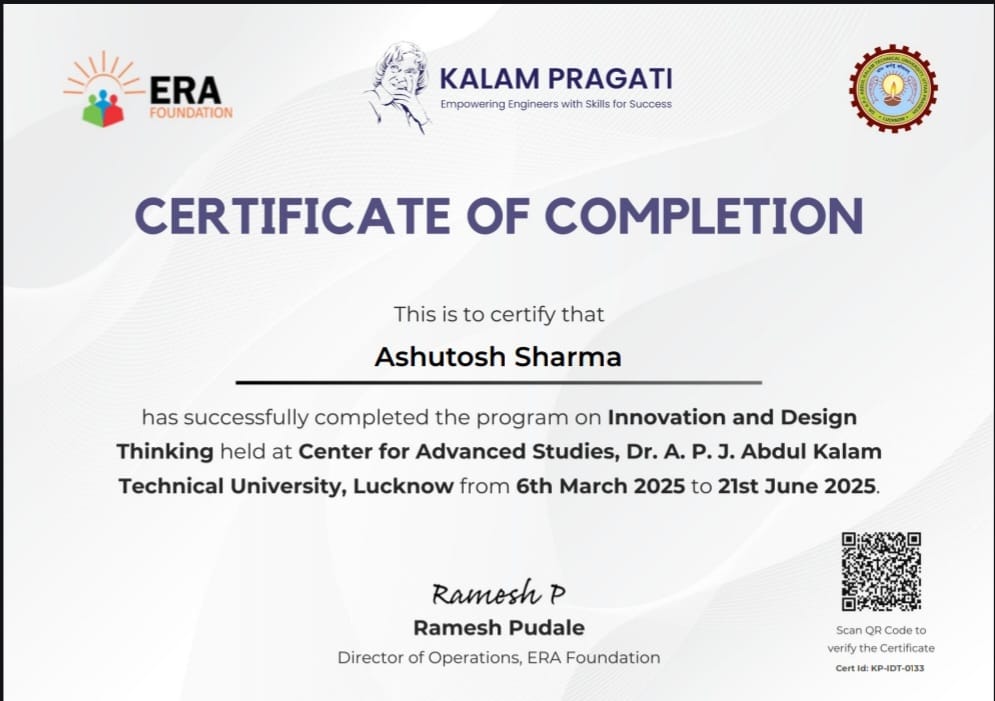 ERA
FOUNDATION
KALAM PRAGATI
Empowering Engineers with Skills for Success
CERTIFICATE OF COMPLETION
This is to certify that
Ashutosh Sharma
has successfully completed the program on Innovation and Design
Thinking held at Center for Advanced Studies, Dr. A. P. J. Abdul Kalam
Technical University, Lucknow from 6th March 2025 to 21st June 2025.
Ramesh P
Ramesh Pudale
Director of Operations, ERA Foundation
Scan QR Code to
verify the Certificate
Cert Id: KP-IDT-0133